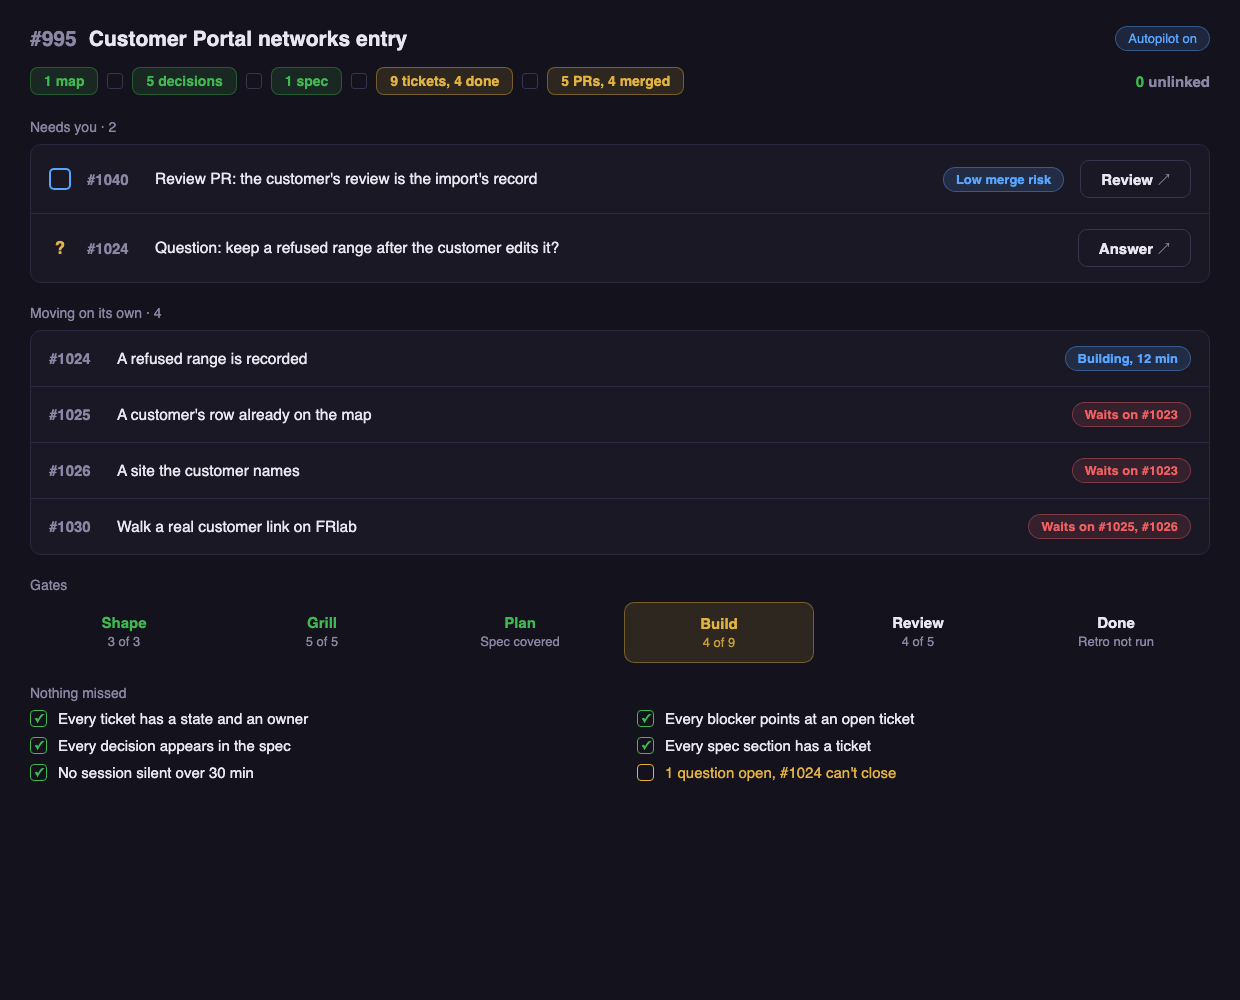 #995 Customer Portal networks entry
Autopilot on
1 map
5 decisions
1 spec
9 tickets, 4 done
5 PRs, 4 merged
0 unlinked
Needs you · 2
#1040 Review PR: the customer's review is the import's record
Low merge risk
Review ↗
? #1024 Question: keep a refused range after the customer edits it?
Answer ↗
Moving on its own · 4
#1024 A refused range is recorded
Building, 12 min
#1025 A customer's row already on the map
Waits on #1023
#1026 A site the customer names
Waits on #1023
#1030 Walk a real customer link on FRlab
Waits on #1025, #1026
Gates
Shape
3 of 3
Grill
5 of 5
Plan
Spec covered
Build
4 of 9
Review
4 of 5
Done
Retro not run
Nothing missed
Every ticket has a state and an owner
Every blocker points at an open ticket
Every decision appears in the spec
Every spec section has a ticket
No session silent over 30 min
1 question open, #1024 can't close